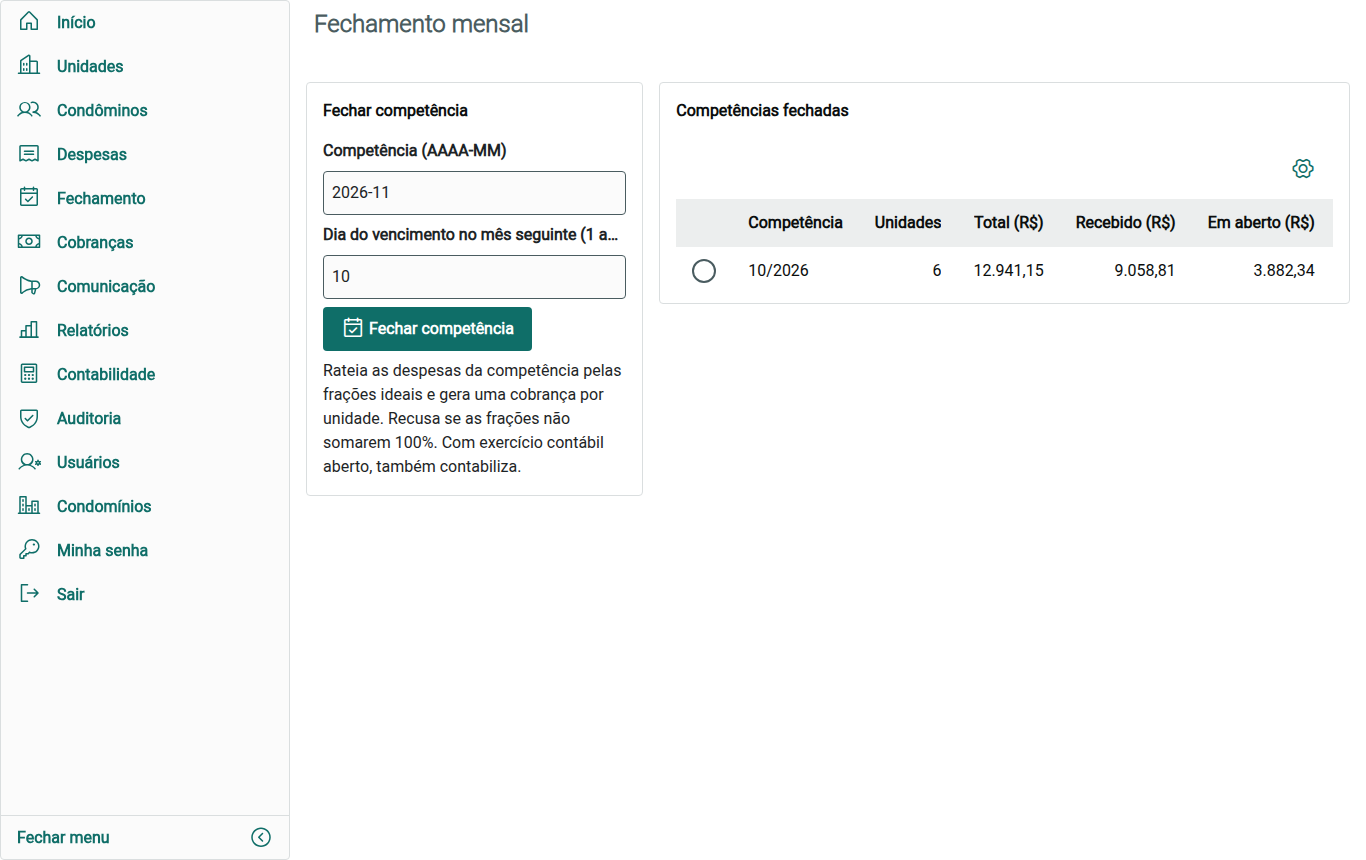 Início
Unidades
Condôminos
Despesas
Fechamento
Cobranças
Comunicação
Relatórios
Contabilidade
Auditoria
Usuários
Condomínios
Minha senha
Sair
Fechar menu
Fechamento mensal
Fechar competência
Competência (AAAA-MM)
2026-11
Dia do vencimento no mês seguinte (1 a...
10
Fechar competência
Rateia as despesas da competência pelas
frações ideais e gera uma cobrança por
unidade. Recusa se as frações não
somarem 100%. Com exercício contábil
aberto, também contabiliza.
Competências fechadas
Competência Unidades Total (R$) Recebido (R$) Em aberto (R$)
10/2026 6 12.941,15 9.058,81 3.882,34